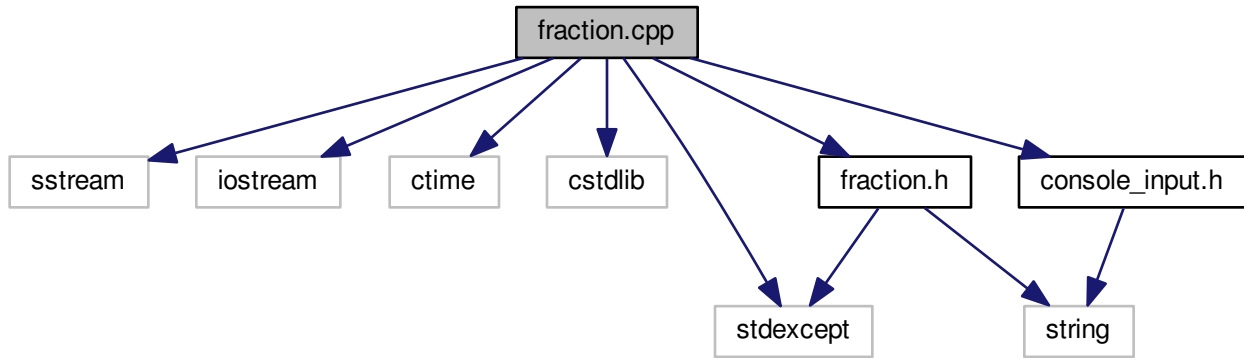 fraction.cpp
sstream
iostream
ctime
cstdlib
fraction.h
console_input.h
stdexcept
string